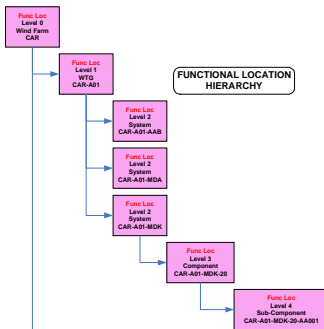 Func Loc
Level 0
Wind Farm
CAR
Func Loc
Level 1
WTG
CAR-A01
FUNCTIONAL LOCATION
HIERARCHY
Func Loc
Level 2
System
CAR-A01-AAB
Func Loc
Level 2
System
CAR-A01-MDA
Func Loc
Level 2
System
CAR-A01-MDK
Func Loc
Level 3
Component
CAR-A01-MDK-20
Func Loc
Level 4
Sub-Component
CAR-A01-MDK-20-AA001